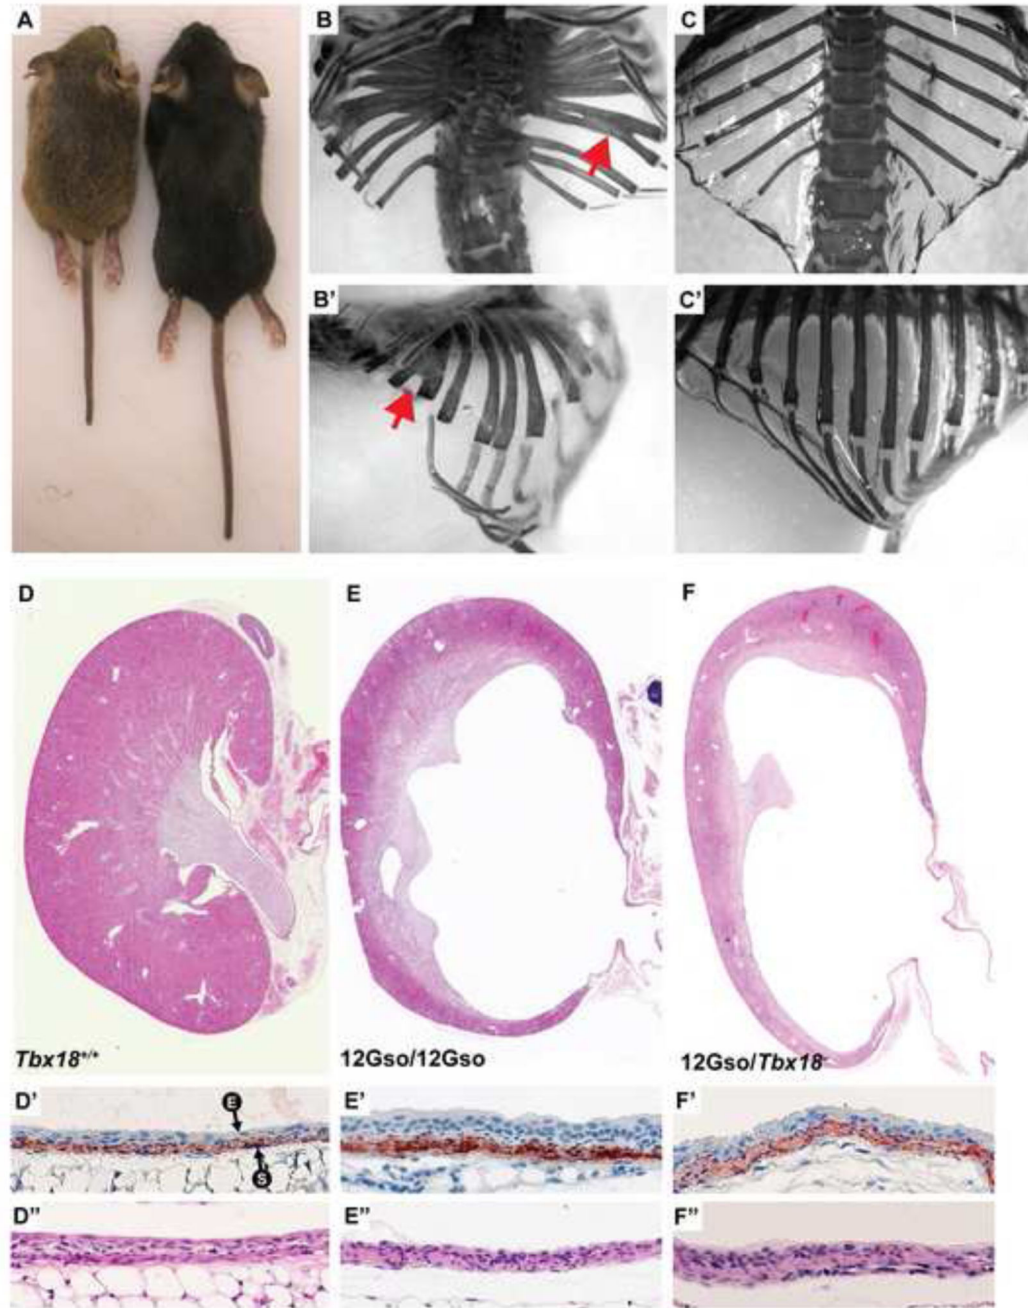 A
B
C
B'
C'
D
E
F
Tbx18+/+
12Gso/12Gso
12Gso/Tbx18-
D'
E
S
E'
F'
D"
E"
F"